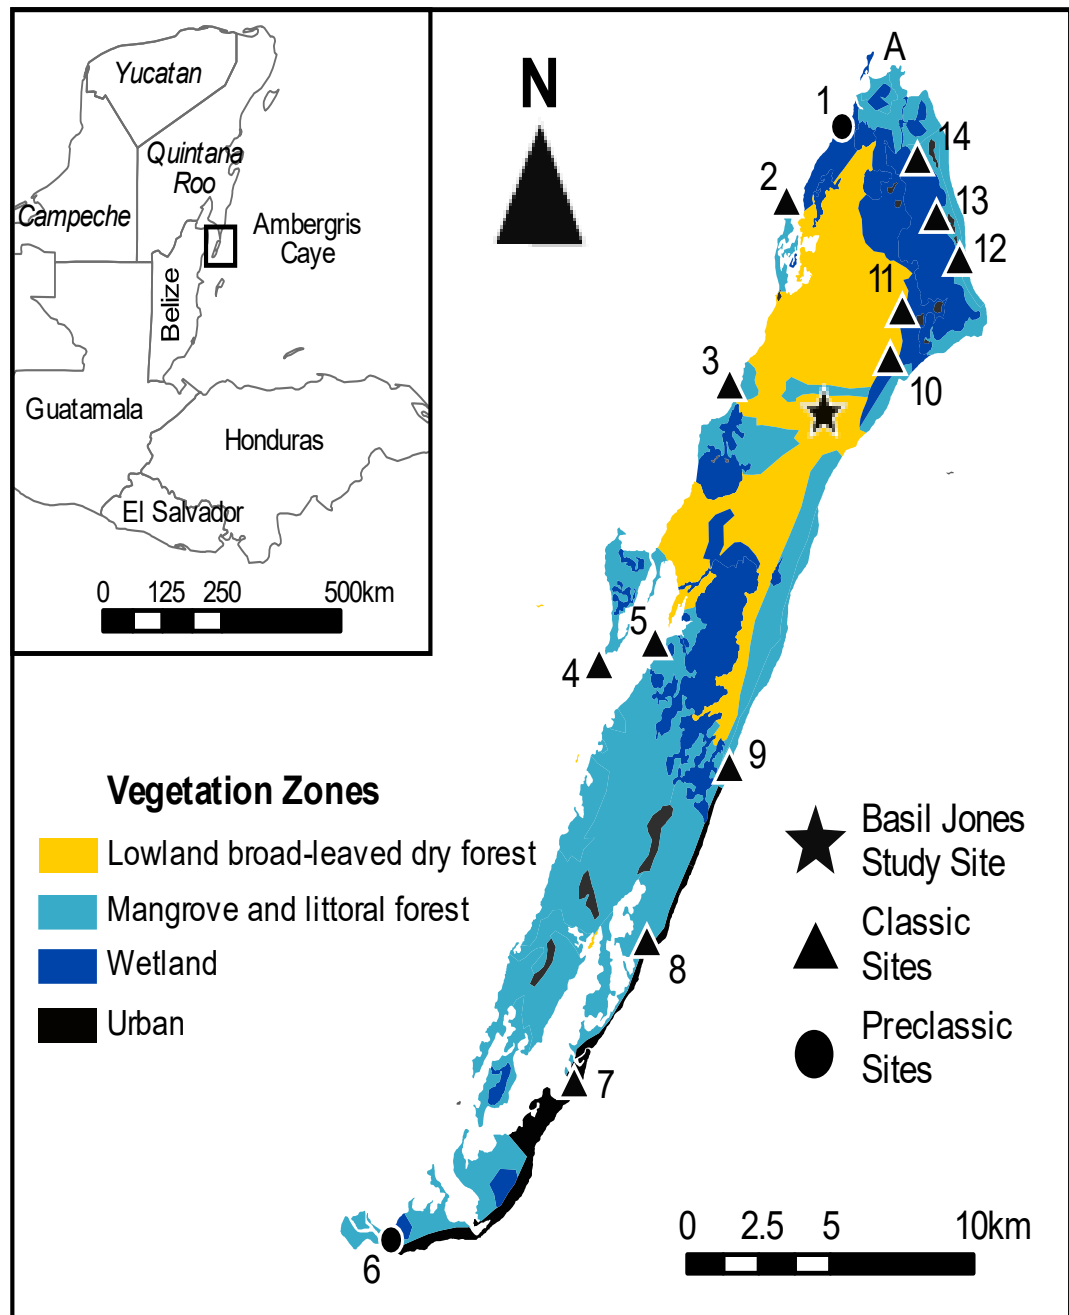 Yucatan
Quintana
Roo
Campeche
Ambergris
Caye
Belize
Guatamala
Honduras
El Salvador
0 125 250 500km
N
A
1
14
2
13
12
11
3
10
5
4
9
Vegetation Zones
Lowland broad-leaved dry forest
Mangrove and littoral forest
Wetland
Urban
Basil Jones
Study Site
Classic
Sites
Preclassic
Sites
8
7
6
0 2.5 5 10km